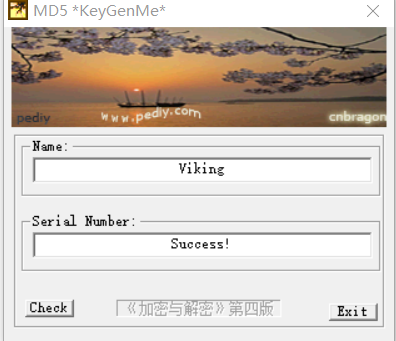 MD5 *KeyGenMe*
pediy
www.pediy.com
cnbragon
Name:
Viking
Serial Number:
Success!
Check
《加密与解密》第四版
Exit